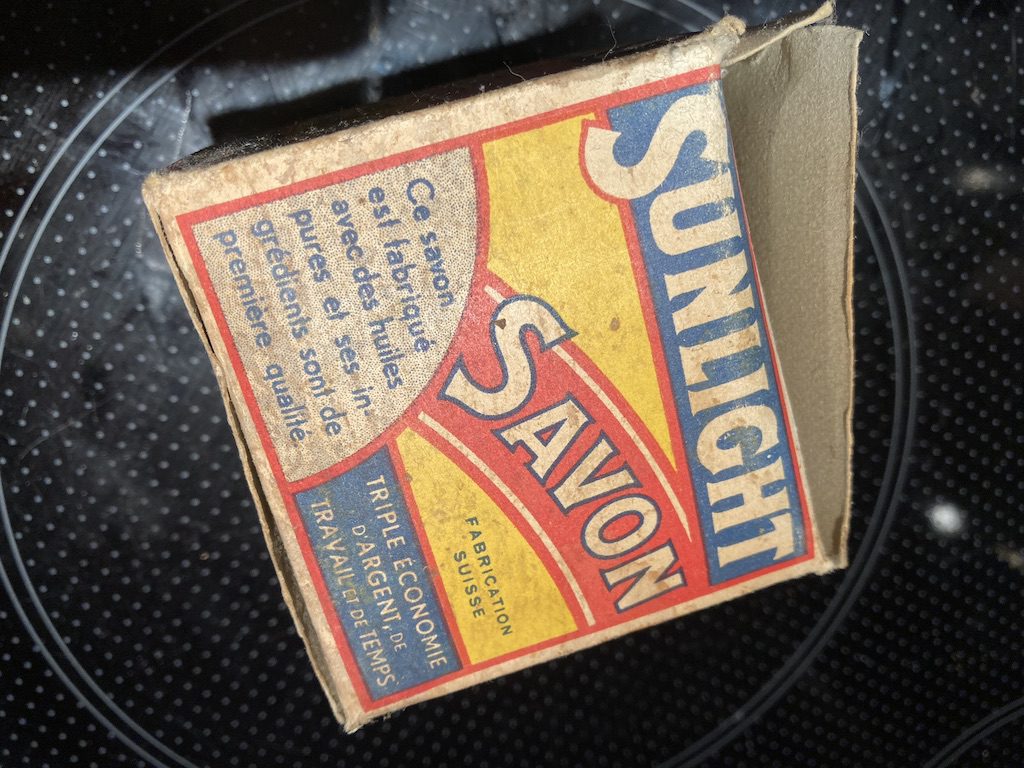 SUNLIGHT
SAVON
Ce savon
est fabriqué
avec des huiles
pures et ses in-
grédients sont de
première qualité
FABRICATION
SUISSE
TRIPLE ÉCONOMIE
D'ARGENT, DE
TRAVAIL ET DE TEMPS